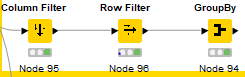 Column Filter Row Filter GroupBy
Node 95 Node 96 Node 94